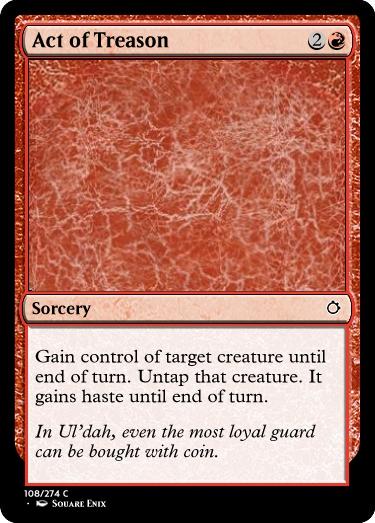 Act of Treason 2
Sorcery
Gain control of target creature until
end of turn. Untap that creature. It
gains haste until end of turn.
In Ul'dah, even the most loyal guard
can be bought with coin.
108/274 C
· Square Enix